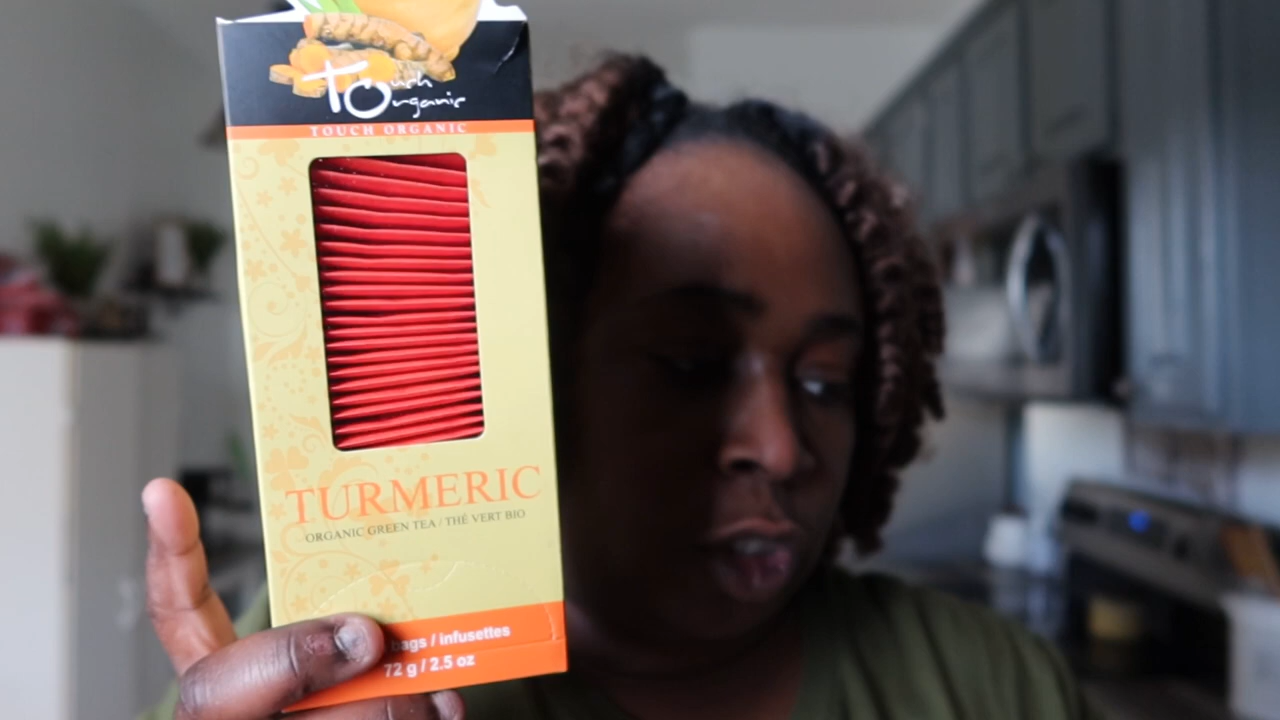 Touch
Organic
TOUCH ORGANIC
TURMERIC
ORGANIC GREEN TEA / THÉ VERT BIO
bags / infusettes
72 g / 2.5 oz